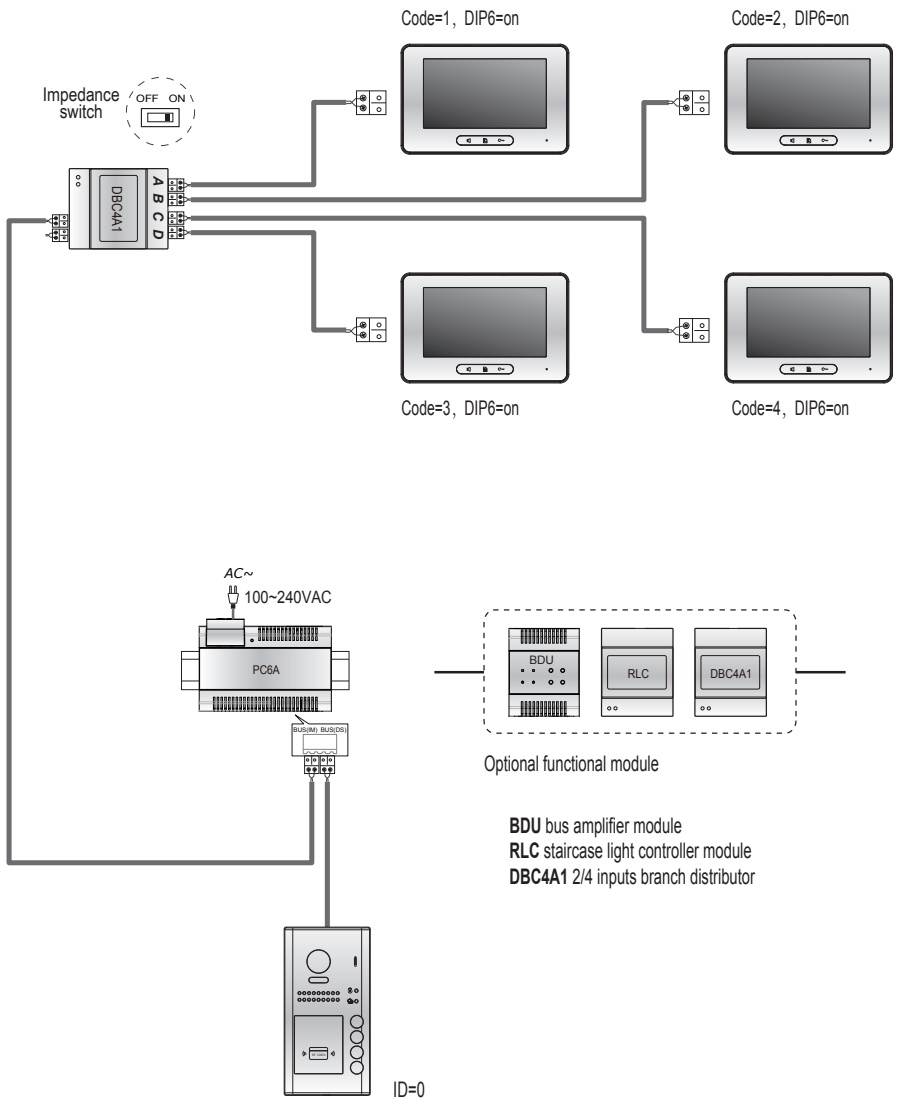 Code=1, DIP6=on
Code=2, DIP6=on
Impedance
switch
OFF ON
DBC4A1
A
B
C
D
Code=3, DIP6=on
Code=4, DIP6=on
AC~
100~240VAC
PC6A
BUS(IM) BUS(DS)
BDU
RLC
DBC4A1
Optional functional module
BDU bus amplifier module
RLC staircase light controller module
DBC4A1 2/4 inputs branch distributor
ID=0